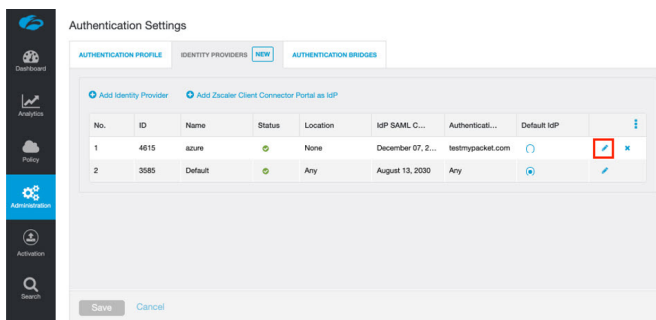 Authentication Settings
AUTHENTICATION PROFILE IDENTITY PROVIDERS NEW AUTHENTICATION BRIDGES
Dashboard
Add Identity Provider Add Zscaler Client Connector Portal as IdP
Analytics
No. ID Name Status Location IdP SAML C... Authenticati... Default IdP
1 4615 azure None December 07, 2... testmypacket.com
Policy
2 3585 Default Any August 13, 2030 Any
Administration
Activation
Search
Save Cancel